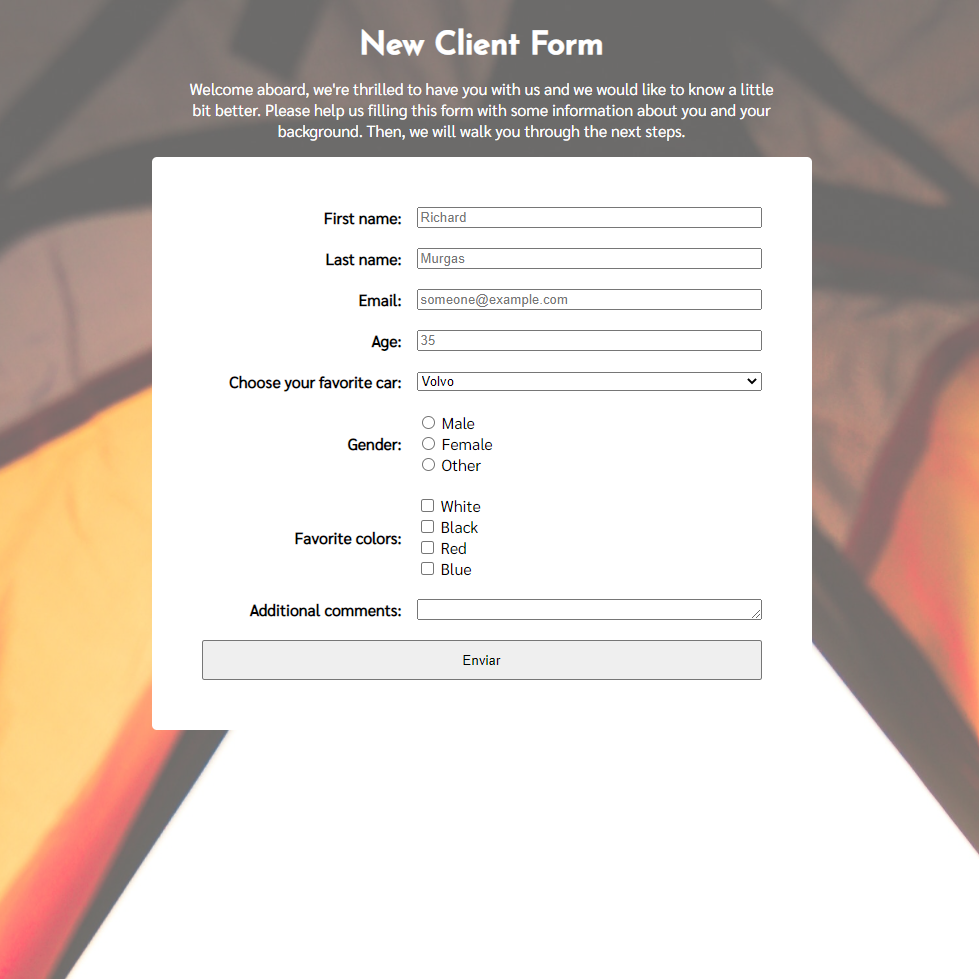 New Client Form
Welcome aboard, we're thrilled to have you with us and we would like to know a little
bit better. Please help us filling this form with some information about you and your
background. Then, we will walk you through the next steps.
First name: Richard
Last name: Murgas
Email: someone@example.com
Age: 35
Choose your favorite car: Volvo
Gender:
Male
Female
Other
Favorite colors:
White
Black
Red
Blue
Additional comments:
Enviar